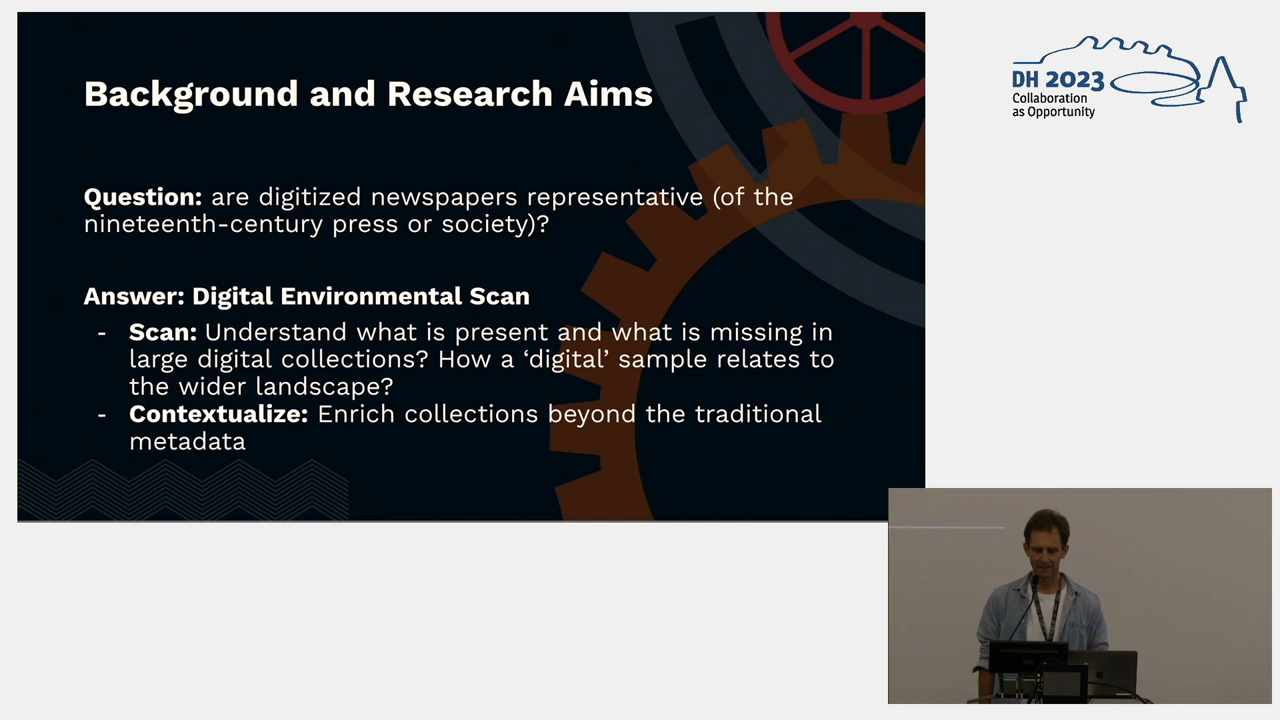 Background and Research Aims
Question: are digitized newspapers representative (of the
nineteenth-century press or society)?
Answer: Digital Environmental Scan
- Scan: Understand what is present and what is missing in
large digital collections? How a ‘digital’ sample relates to
the wider landscape?
- Contextualize: Enrich collections beyond the traditional
metadata
DH 2023
Collaboration
as Opportunity